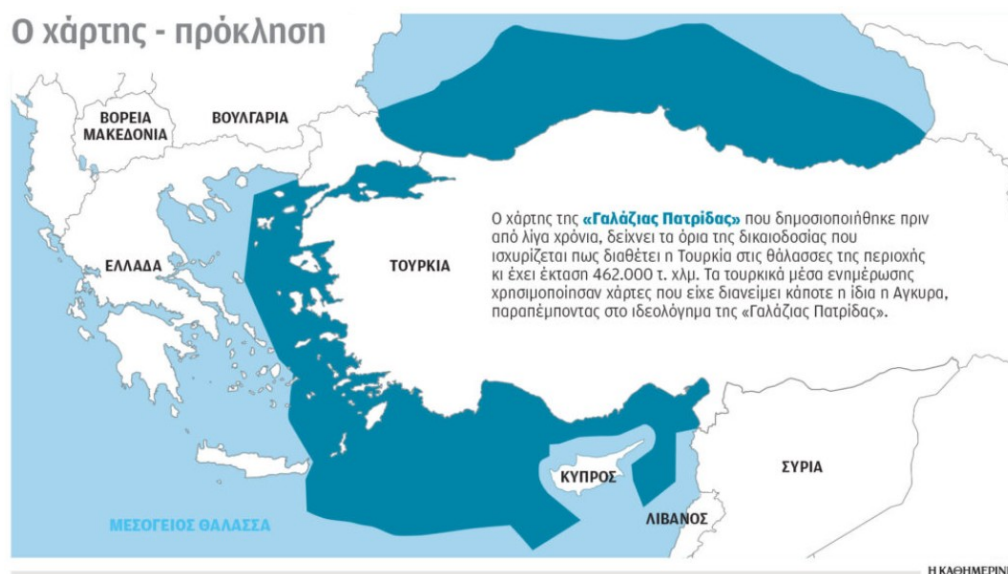 Ο χάρτης - πρόκληση
ΒΟΡΕΙΑ
ΜΑΚΕΔΟΝΙΑ
ΒΟΥΛΓΑΡΙΑ
Ο χάρτης της «Γαλάζιας Πατρίδας» που δημοσιοποιήθηκε πριν
από λίγα χρόνια, δείχνει τα όρια της δικαιοδοσίας που
ισχυρίζεται πως διαθέτει η Τουρκία στις θάλασσες της περιοχής
κι έχει έκταση 462.000 τ. χλμ. Τα τουρκικά μέσα ενημέρωσης
χρησιμοποίησαν χάρτες που είχε διανείμει κάποτε η ίδια η Αγκυρα,
παραπέμποντας στο ιδεολόγημα της «Γαλάζιας Πατρίδας».
ΕΛΛΑΔΑ
ΤΟΥΡΚΙΑ
ΚΥΠΡΟΣ
ΣΥΡΙΑ
ΛΙΒΑΝΟΣ
ΜΕΣΟΓΕΙΟΣ ΘΑΛΑΣΣΑ
Η ΚΑΘΗΜΕΡΙΝ